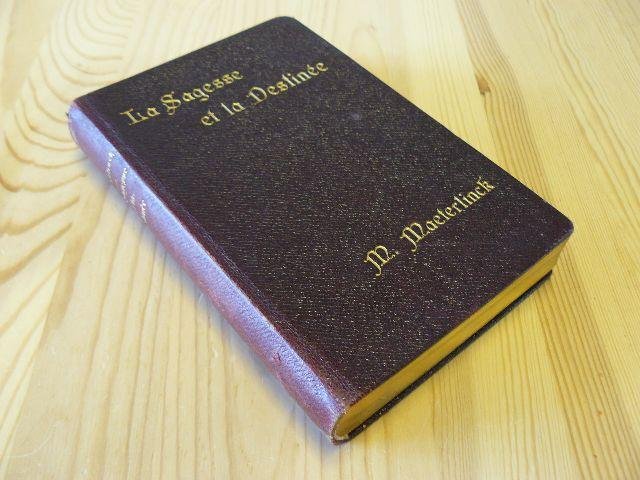 La Sagesse
et la Destinée
M. Maeterlinck